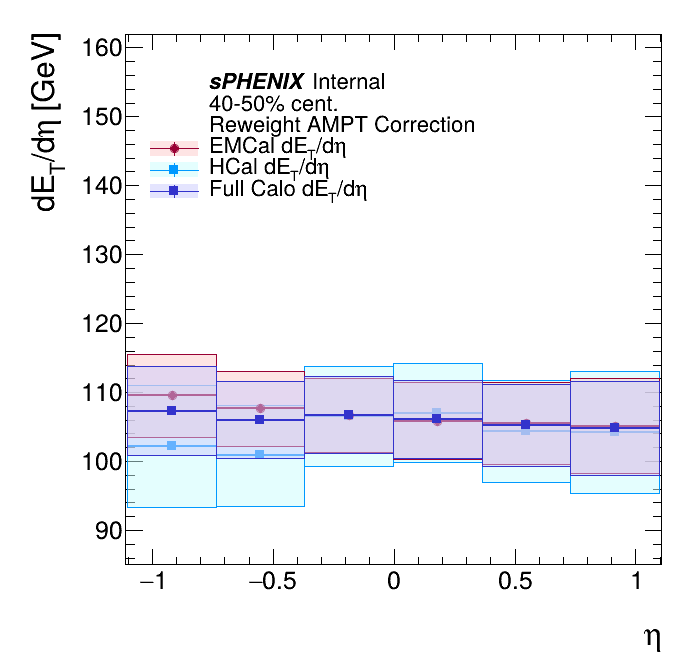 dE_T/dη [GeV]
160
150
140
130
120
110
100
90
sPHENIX Internal
40-50% cent.
Reweight AMPT Correction
EMCal dE_T/dη
HCal dE_T/dη
Full Calo dE_T/dη
−1 −0.5 0 0.5 1
η